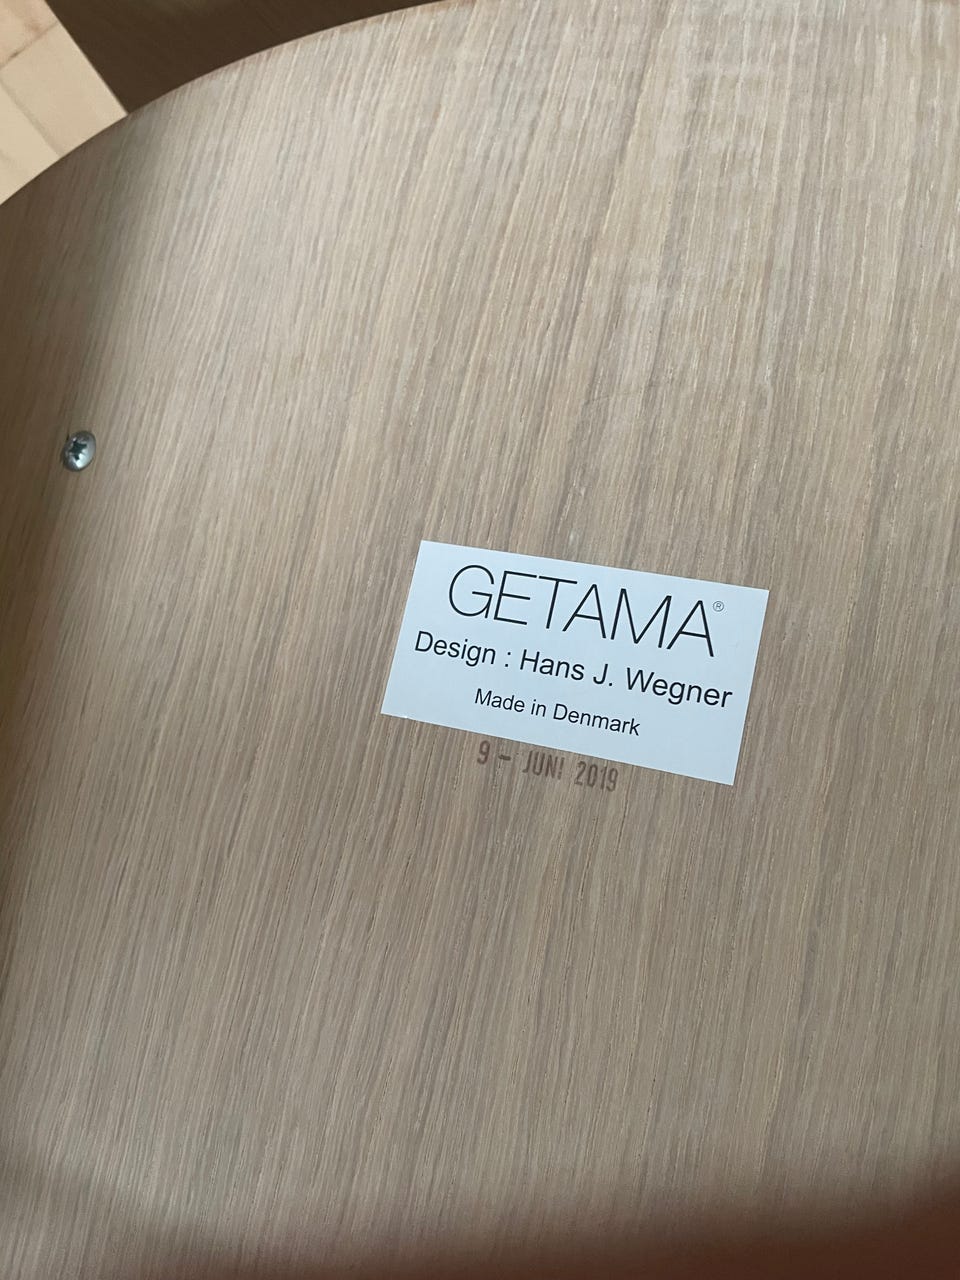 GETAMA®
Design : Hans J. Wegner
Made in Denmark
9 - JUNI 2019